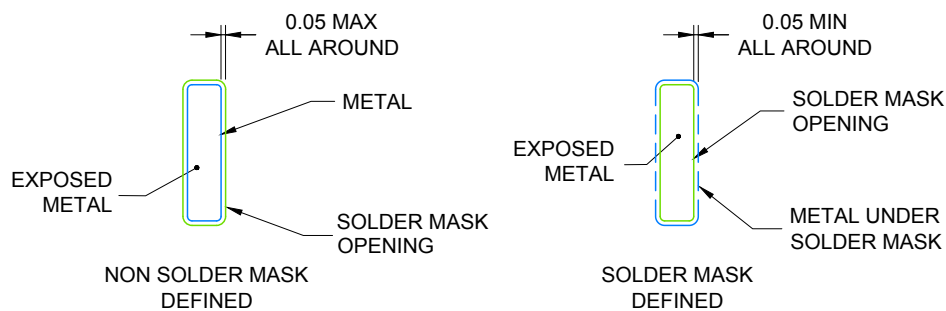 0.05 MAX
ALL AROUND
METAL
EXPOSED
METAL
SOLDER MASK
OPENING
NON SOLDER MASK
DEFINED
0.05 MIN
ALL AROUND
SOLDER MASK
OPENING
EXPOSED
METAL
METAL UNDER
SOLDER MASK
SOLDER MASK
DEFINED